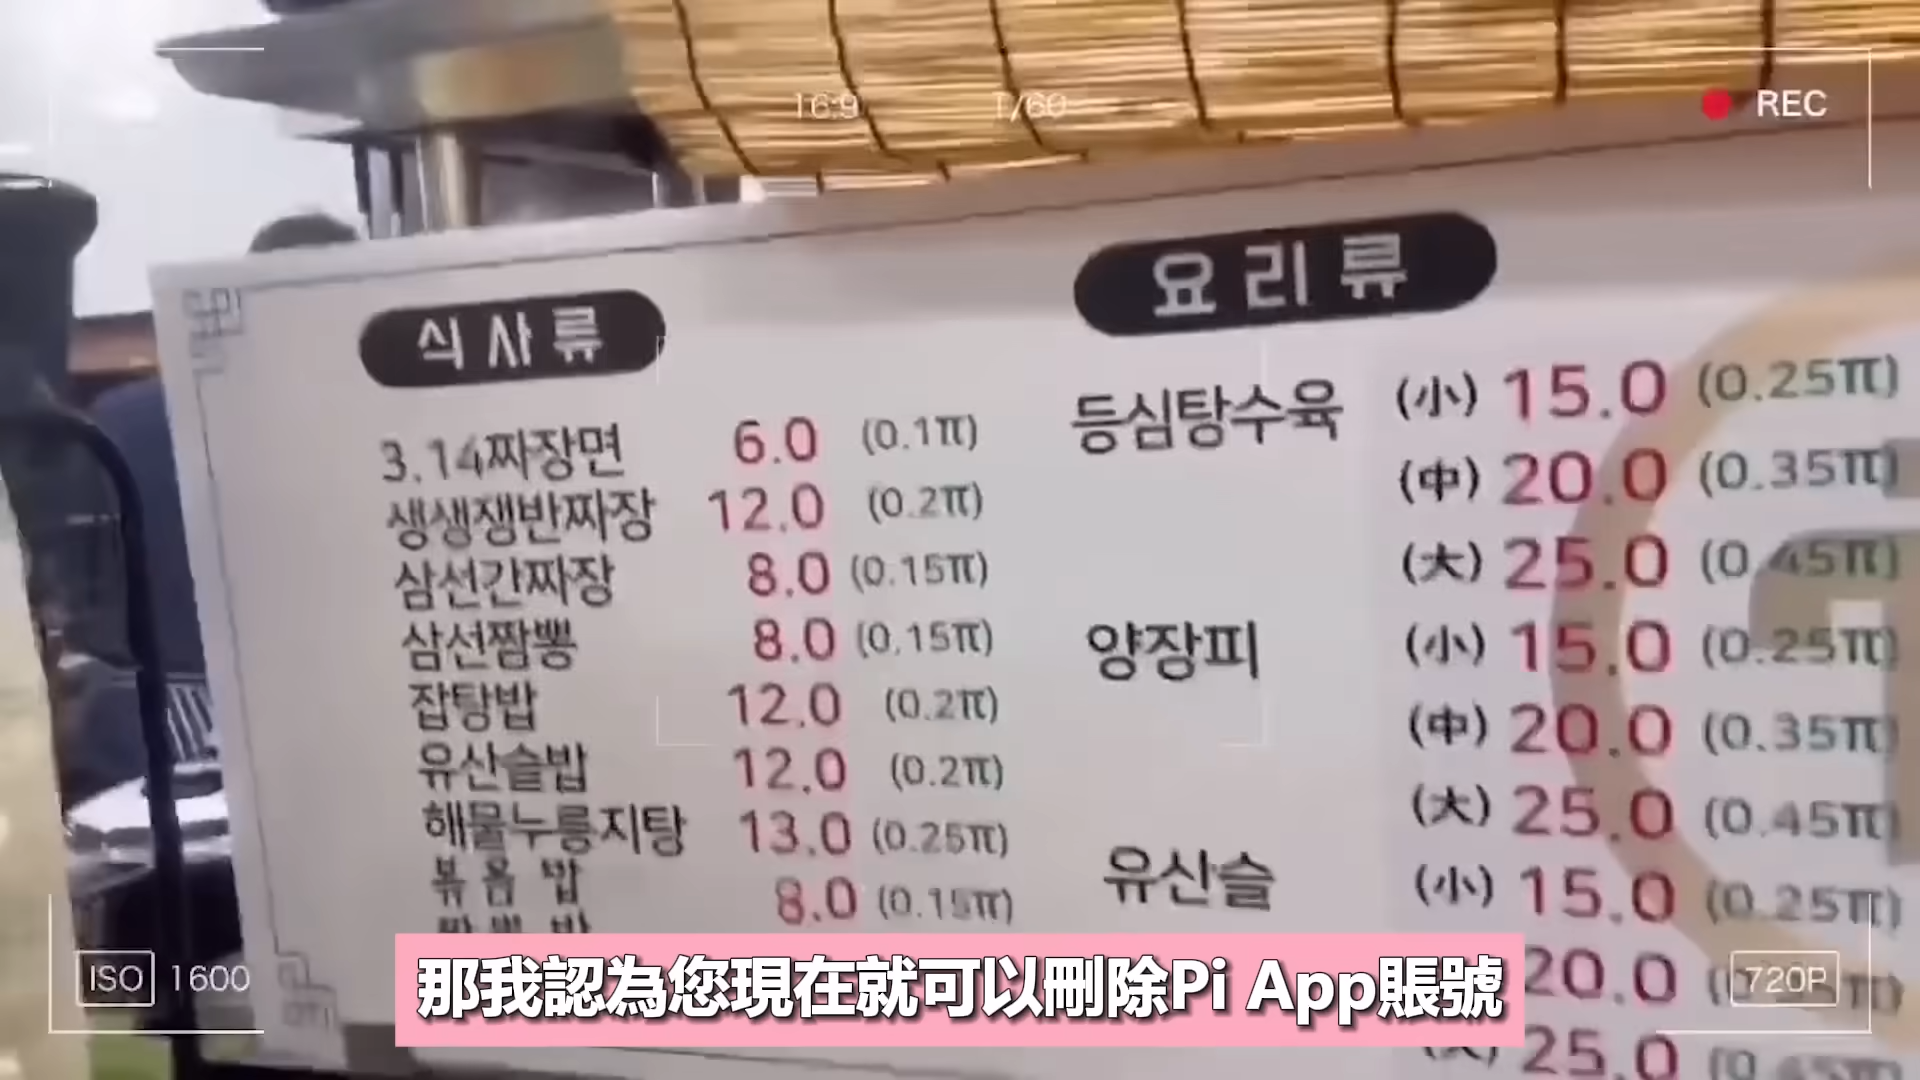 16:9 1/60
REC
식사류
3.14짜장면 6.0 (0.1π)
생생쟁반짜장 12.0 (0.2π)
삼선간짜장 8.0 (0.15π)
삼선짬뽕 8.0 (0.15π)
잡탕밥 12.0 (0.2π)
유산슬밥 12.0 (0.2π)
해물누룽지탕 13.0 (0.25π)
볶음밥 8.0 (0.15π)
요리류
등심탕수육 (小) 15.0 (0.25π)
(中) 20.0 (0.35π)
(大) 25.0 (0.45π)
양장피 (小) 15.0 (0.25π)
(中) 20.0 (0.35π)
(大) 25.0 (0.45π)
유산슬 (小) 15.0 (0.25π)
20.0
(大) 25.0 (0.45π)
那我認為您現在就可以刪除Pi App賬號
ISO 1600
720P